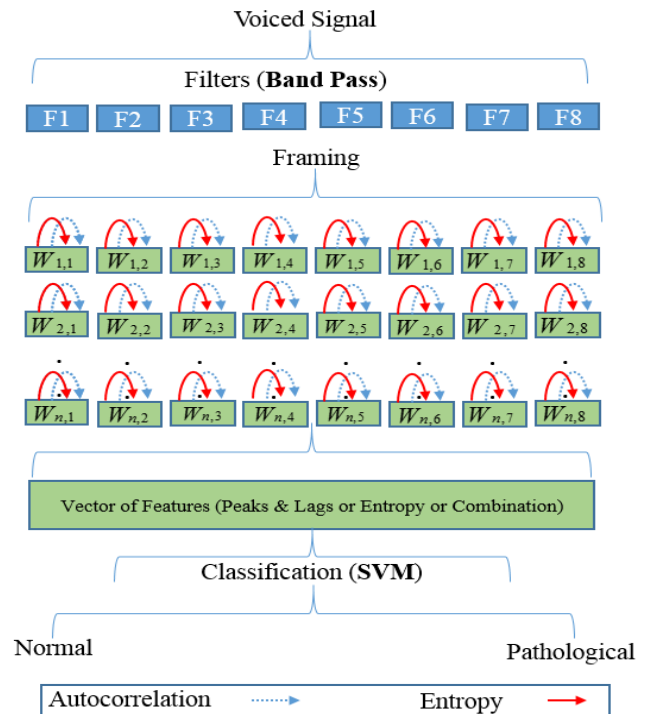 Voiced Signal
Filters (Band Pass)
F1 F2 F3 F4 F5 F6 F7 F8
Framing
W1,1 W1,2 W1,3 W1,4 W1,5 W1,6 W1,7 W1,8
W2,1 W2,2 W2,3 W2,4 W2,5 W2,6 W2,7 W2,8
Wn,1 Wn,2 Wn,3 Wn,4 Wn,5 Wn,6 Wn,7 Wn,8
Vector of Features (Peaks & Lags or Entropy or Combination)
Classification (SVM)
Normal
Pathological
Autocorrelation Entropy